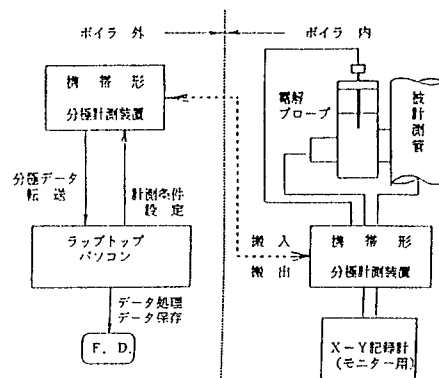 ボイラ 外
ボイラ 内
携 帯 形
分極計測装置
電解
プローブ
被計測管
分極データ
転送
計測条件
設定
ラップトップ
パソコン
搬 入
搬 出
携 帯 形
分極計測装置
データ処理
データ保存
F. D.
X-Y記録計
(モニター用)